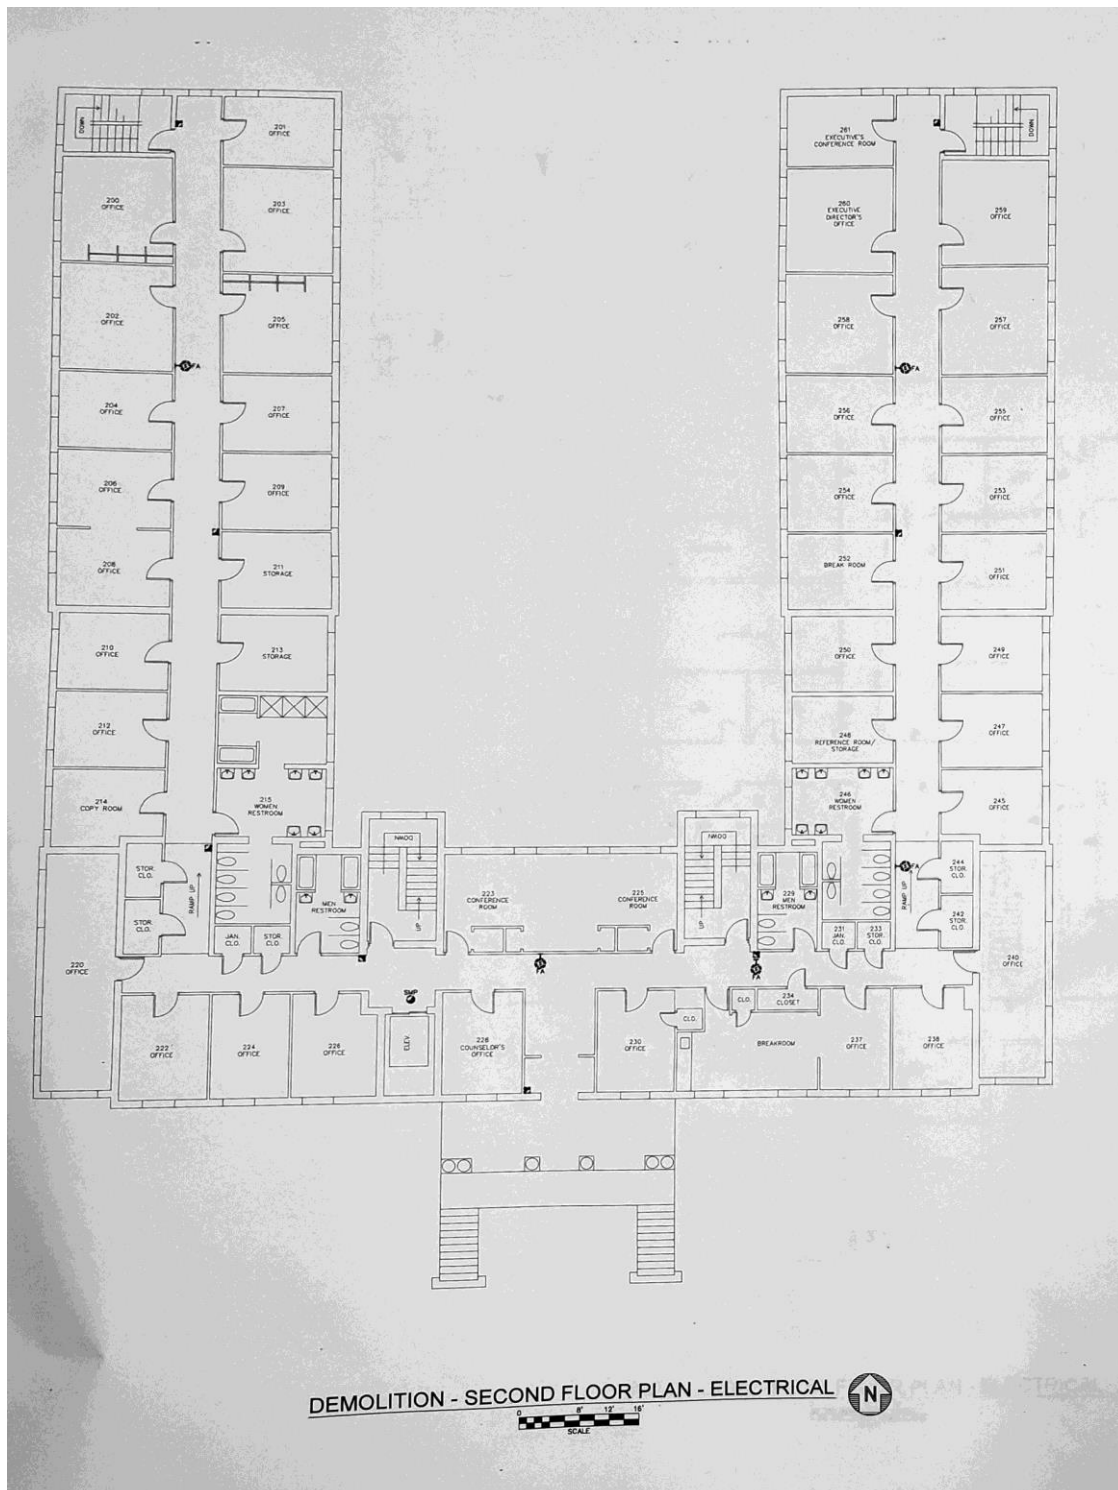 DOWN
201
OFFICE
200
OFFICE
203
OFFICE
202
OFFICE
205
OFFICE
FA
204
OFFICE
207
OFFICE
206
OFFICE
209
OFFICE
208
OFFICE
211
STORAGE
210
OFFICE
213
STORAGE
212
OFFICE
214
COPY ROOM
215
WOMEN
RESTROOM
STOR.
CLO.
STOR.
CLO.
RAMP UP
JAN.
CLO.
STOR.
CLO.
MEN
RESTROOM
DOWN
UP
220
OFFICE
222
OFFICE
224
OFFICE
226
OFFICE
SMP
ELEV.
223
CONFERENCE
ROOM
225
CONFERENCE
ROOM
FA
228
COUNSELOR'S
OFFICE
230
OFFICE
CLO.
CLO.
234
CLOSET
BREAKROOM
237
OFFICE
238
OFFICE
240
OFFICE
FA
DOWN
UP
229
MEN
RESTROOM
231
JAN.
CLO.
233
STOR.
CLO.
RAMP UP
FA
244
STOR.
CLO.
242
STOR.
CLO.
246
WOMEN
RESTROOM
245
OFFICE
248
REFERENCE ROOM/
STORAGE
247
OFFICE
250
OFFICE
249
OFFICE
252
BREAK ROOM
251
OFFICE
254
OFFICE
253
OFFICE
256
OFFICE
255
OFFICE
FA
258
OFFICE
257
OFFICE
260
EXECUTIVE
DIRECTOR'S
OFFICE
259
OFFICE
261
EXECUTIVE'S
CONFERENCE ROOM
DOWN
DEMOLITION - SECOND FLOOR PLAN - ELECTRICAL
N
0 8' 12' 16'
SCALE